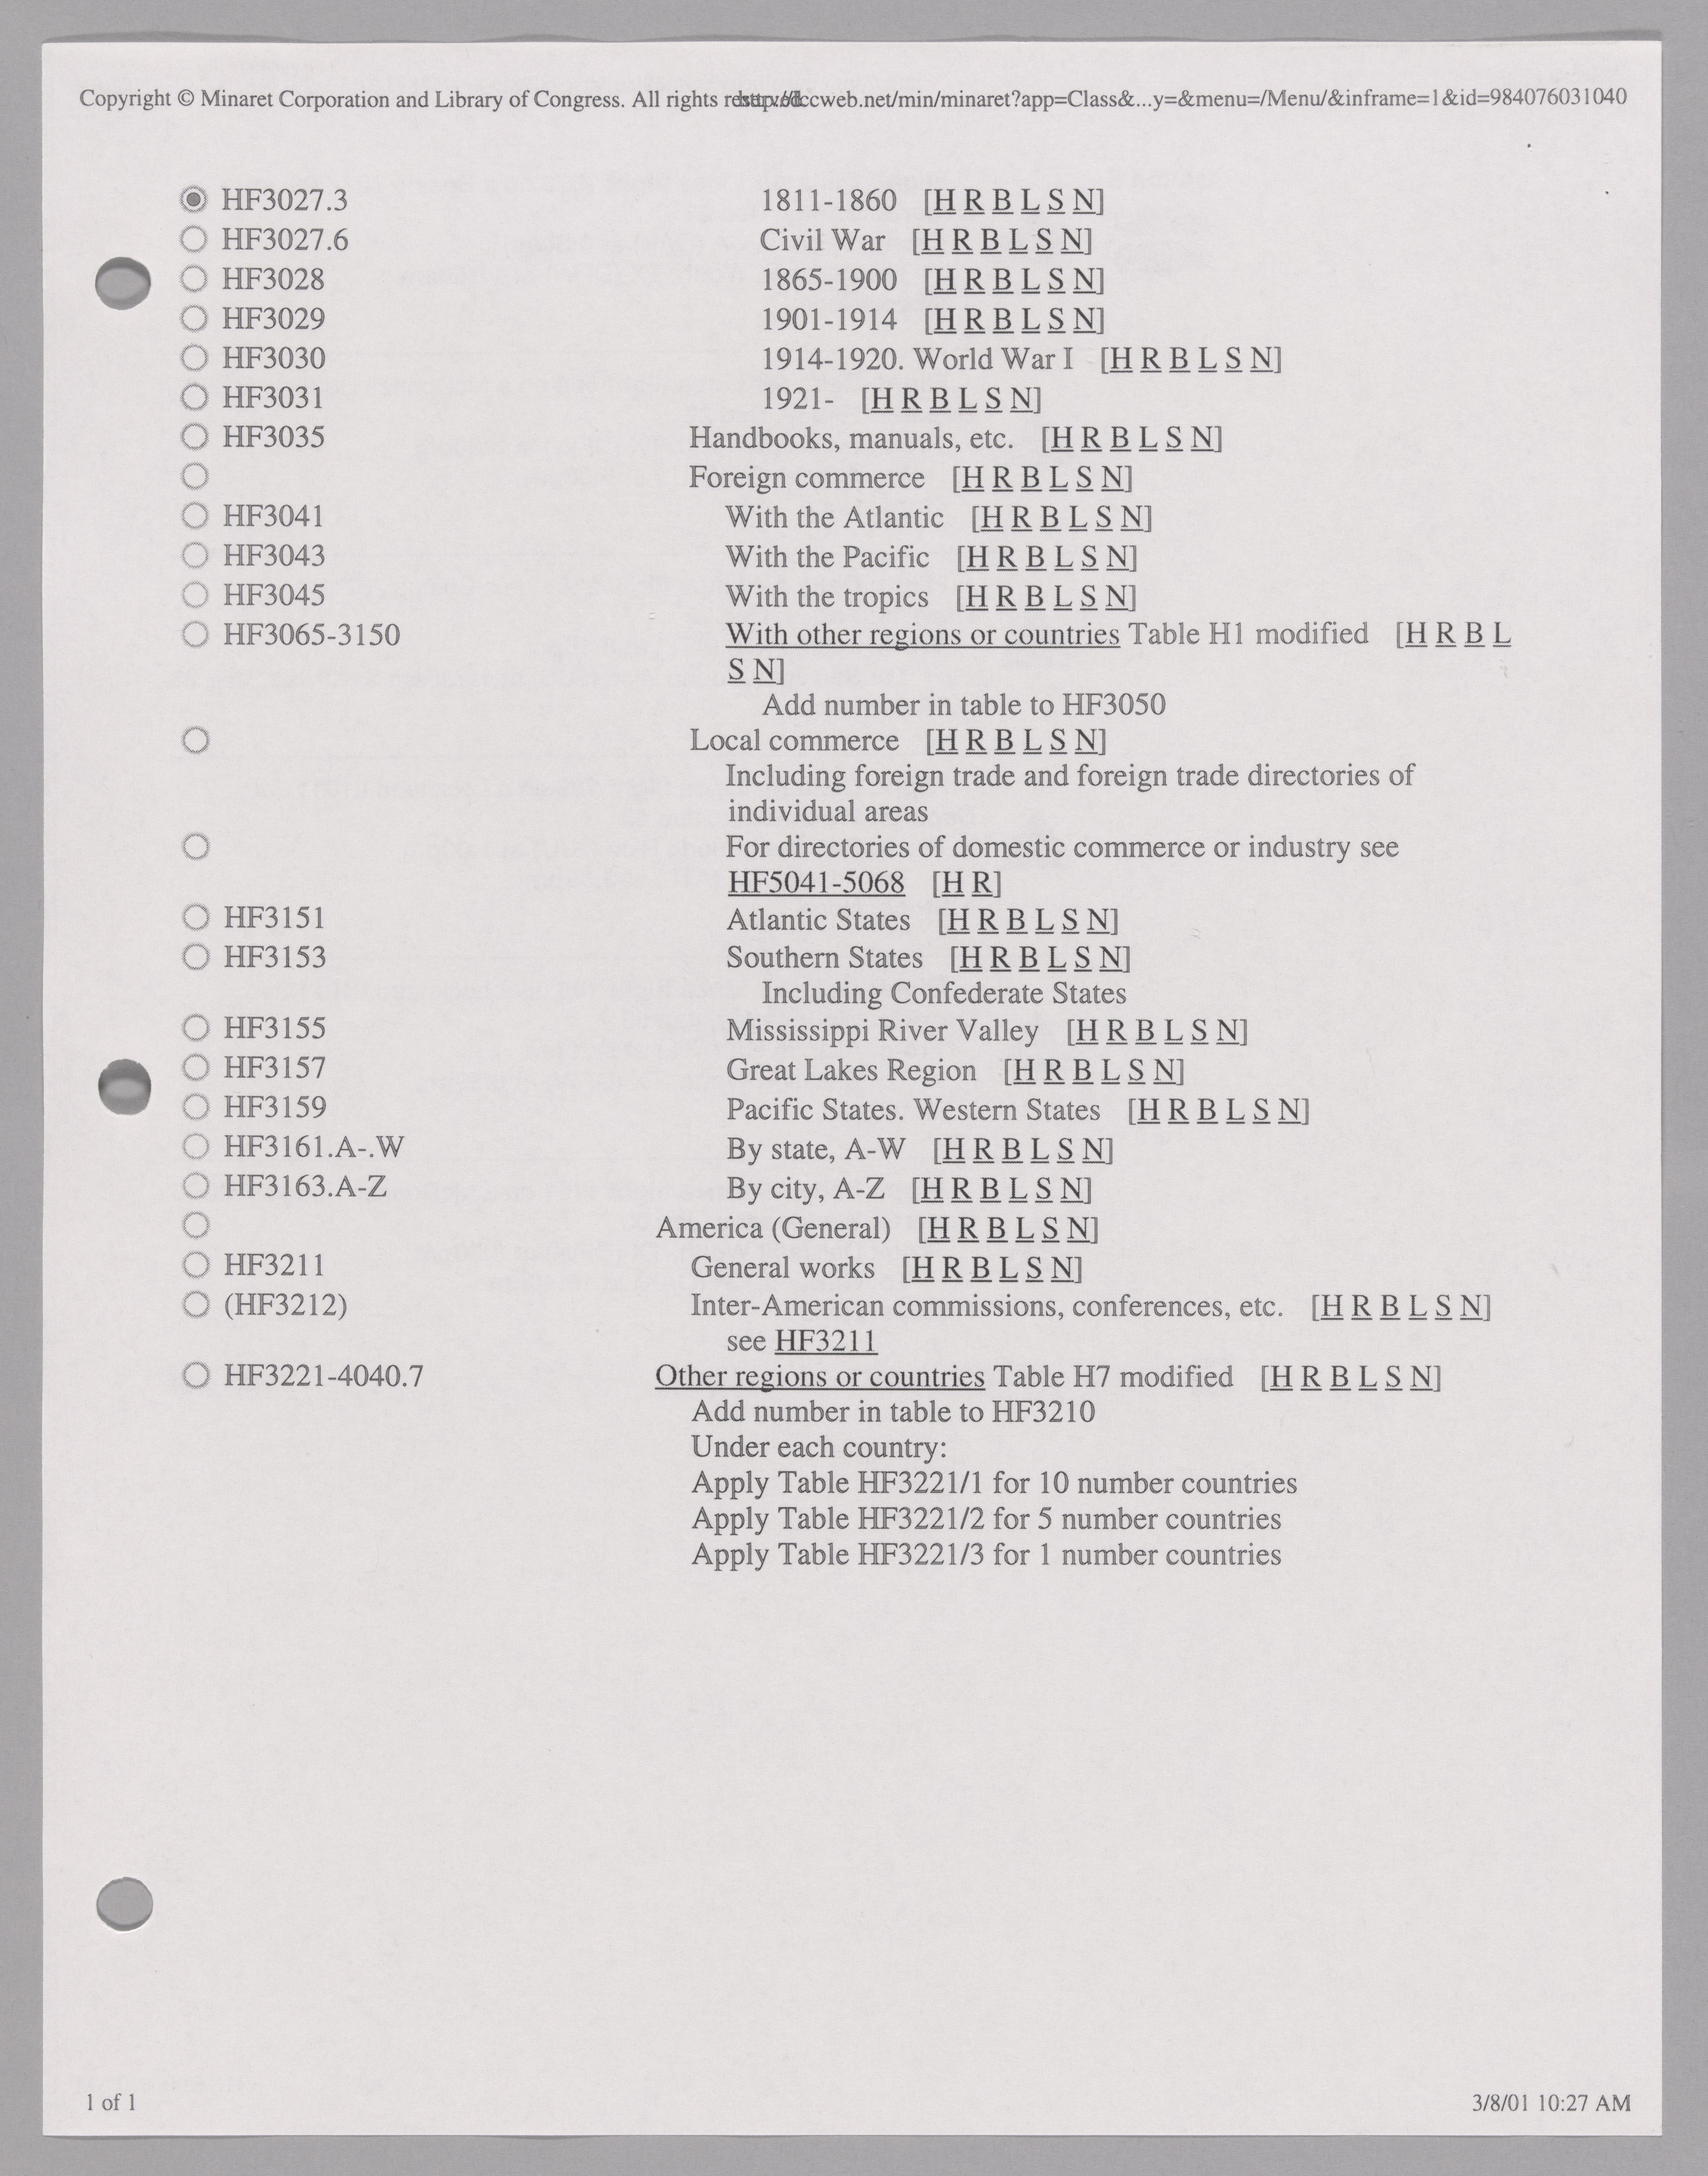 Copyright © Minaret Corporation and Library of Congress. All rights reserved. http://lccweb.net/min/minaret?app=Class&...y=&menu=/Menu/&inframe=1&id=984076031040
HF3027.3 1811-1860 [H R B L S N]
HF3027.6 Civil War [H R B L S N]
HF3028 1865-1900 [H R B L S N]
HF3029 1901-1914 [H R B L S N]
HF3030 1914-1920. World War I [H R B L S N]
HF3031 1921- [H R B L S N]
HF3035 Handbooks, manuals, etc. [H R B L S N]
Foreign commerce [H R B L S N]
HF3041 With the Atlantic [H R B L S N]
HF3043 With the Pacific [H R B L S N]
HF3045 With the tropics [H R B L S N]
HF3065-3150 With other regions or countries Table H1 modified [H R B L
S N]
Add number in table to HF3050
Local commerce [H R B L S N]
Including foreign trade and foreign trade directories of
individual areas
For directories of domestic commerce or industry see
HF5041-5068 [H R]
HF3151 Atlantic States [H R B L S N]
HF3153 Southern States [H R B L S N]
Including Confederate States
HF3155 Mississippi River Valley [H R B L S N]
HF3157 Great Lakes Region [H R B L S N]
HF3159 Pacific States. Western States [H R B L S N]
HF3161.A-.W By state, A-W [H R B L S N]
HF3163.A-Z By city, A-Z [H R B L S N]
America (General) [H R B L S N]
HF3211 General works [H R B L S N]
(HF3212) Inter-American commissions, conferences, etc. [H R B L S N]
see HF3211
HF3221-4040.7 Other regions or countries Table H7 modified [H R B L S N]
Add number in table to HF3210
Under each country:
Apply Table HF3221/1 for 10 number countries
Apply Table HF3221/2 for 5 number countries
Apply Table HF3221/3 for 1 number countries
1 of 1 3/8/01 10:27 AM